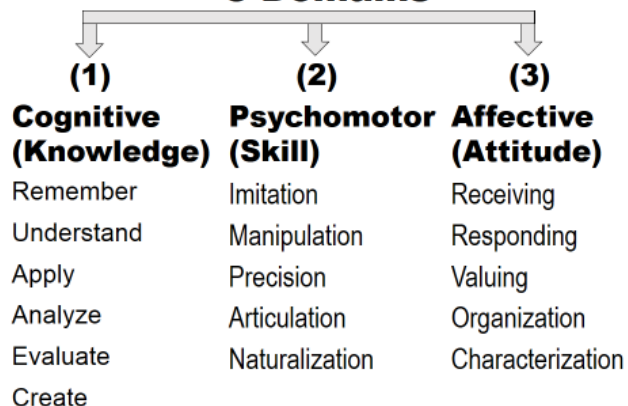 Domains
(1)
Cognitive
(Knowledge)
Remember
Understand
Apply
Analyze
Evaluate
Create
(2)
Psychomotor
(Skill)
Imitation
Manipulation
Precision
Articulation
Naturalization
(3)
Affective
(Attitude)
Receiving
Responding
Valuing
Organization
Characterization